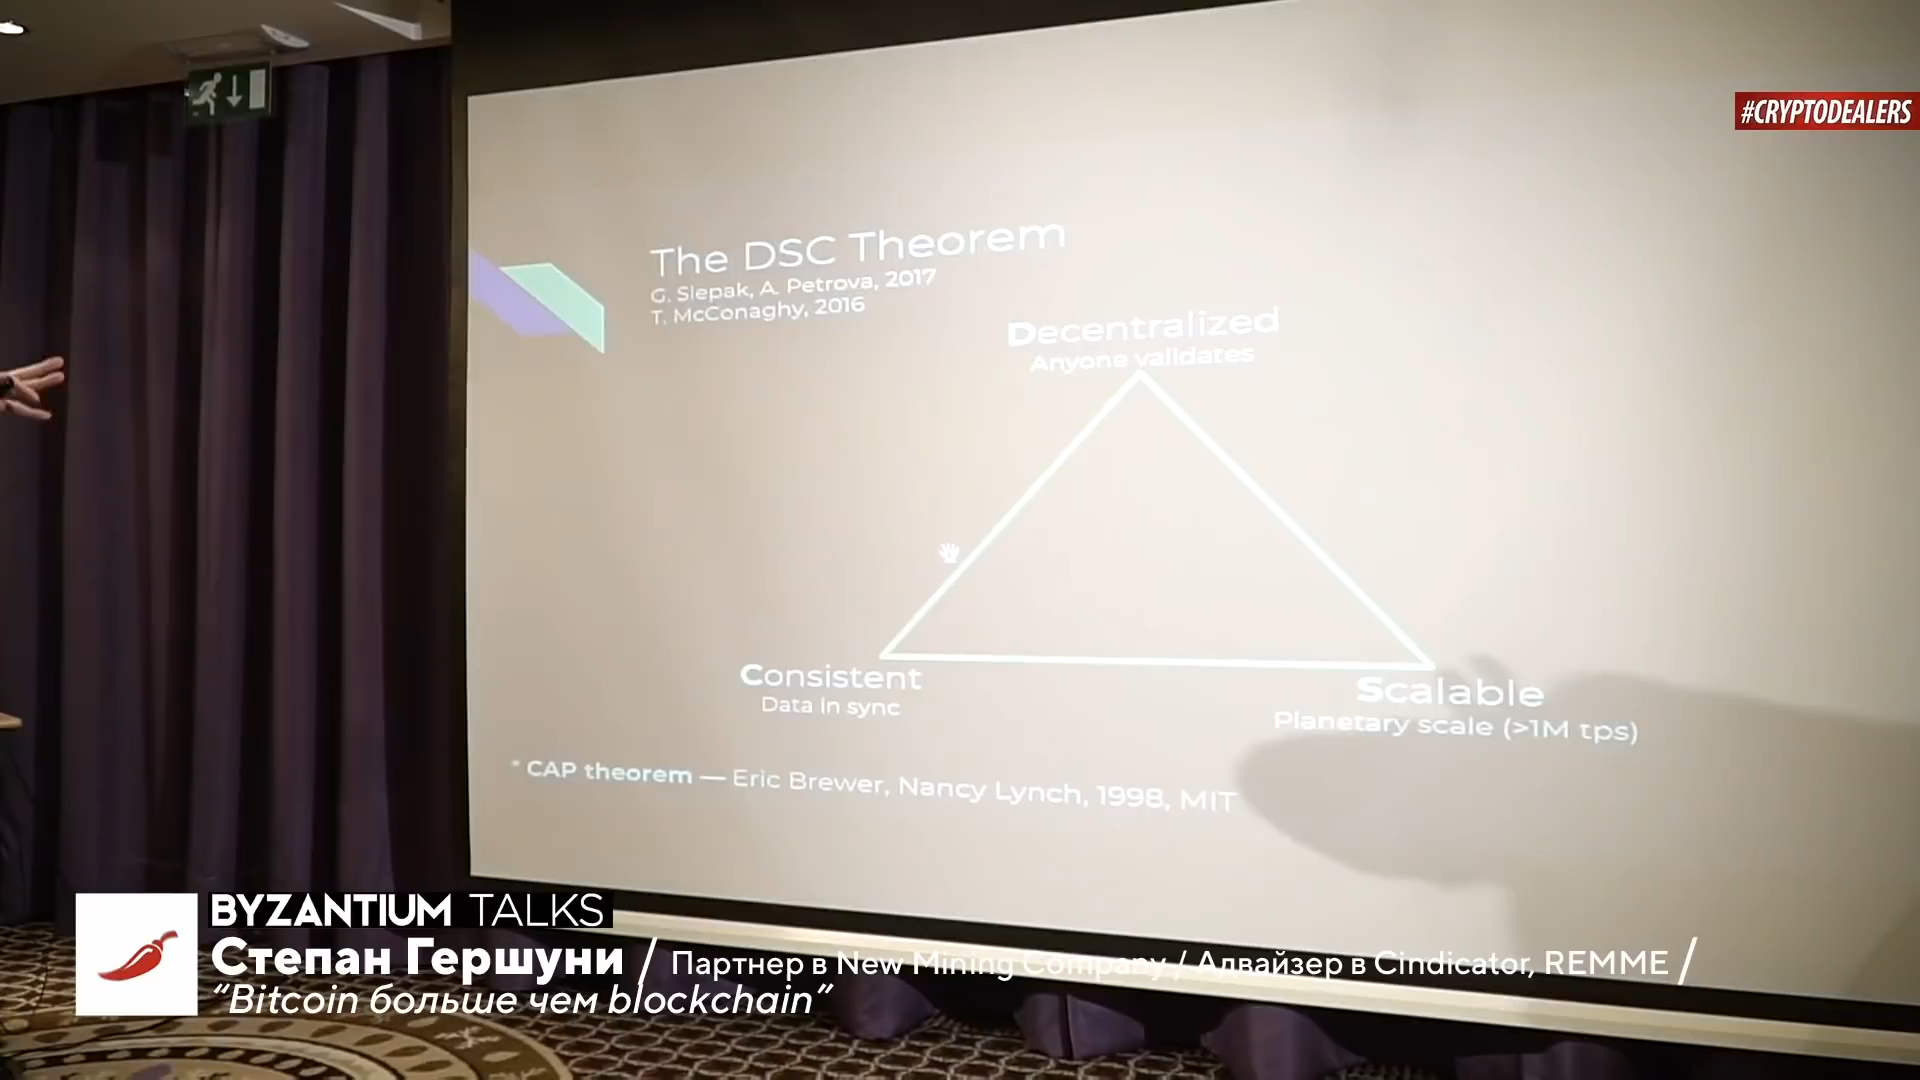 #CRYPTODEALERS
The DSC Theorem
G. Slepak, A. Petrova, 2017
T. McConaghy, 2016
Decentralized
Anyone validates
Consistent
Data in sync
Scalable
Planetary scale (>1M tps)
* CAP theorem — Eric Brewer, Nancy Lynch, 1998, MIT
BYZANTIUM TALKS
Степан Гершуни / Партнер в New Mining Company / Адвайзер в Cindicator, REMME /
“Bitcoin больше чем blockchain”